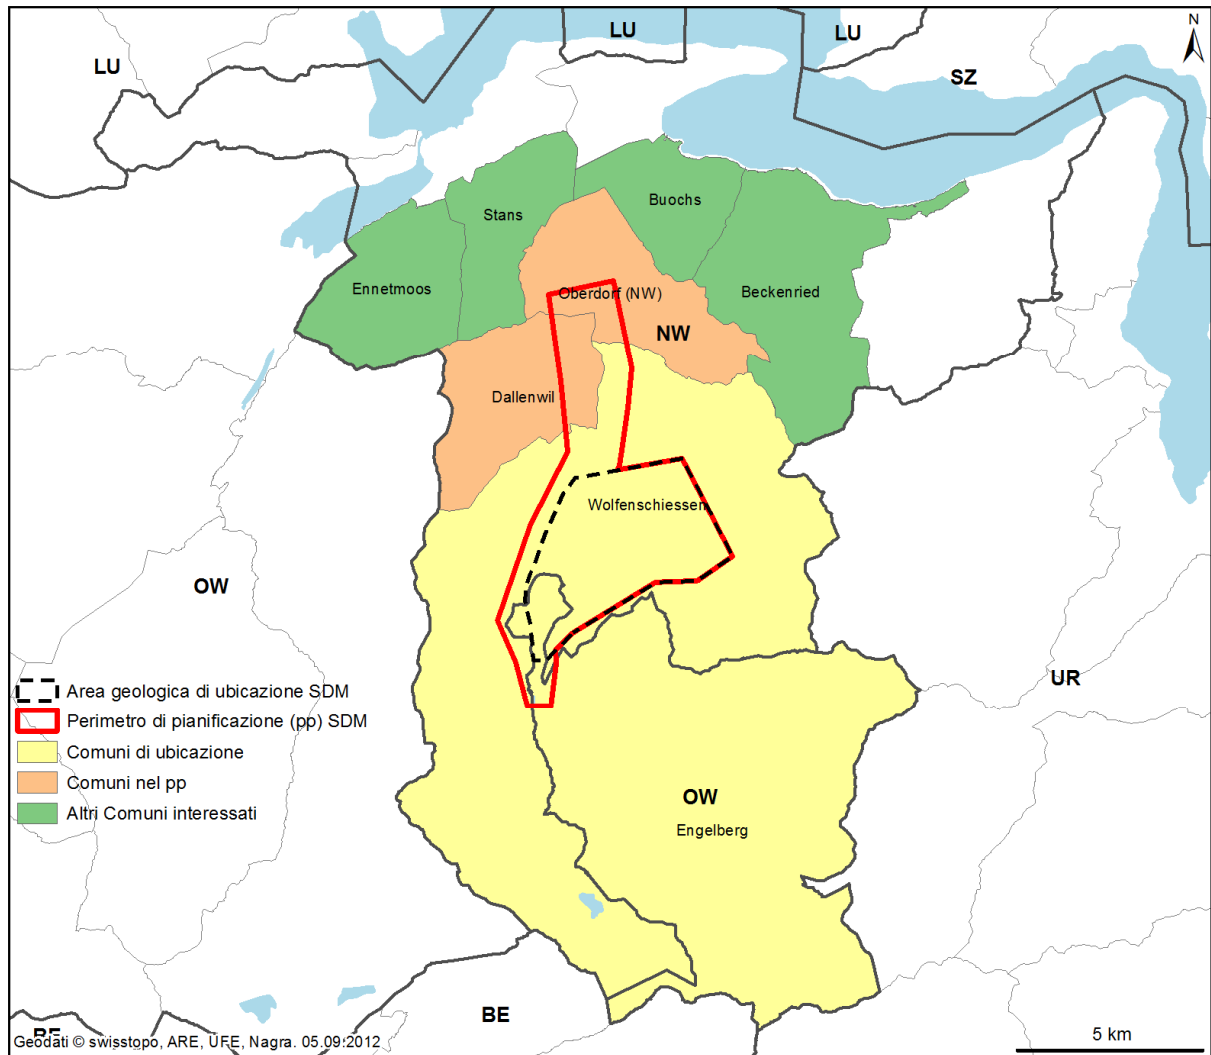 N
LU
LU
LU
SZ
Buochs
Stans
Ennetmoos
Oberdorf (NW)
Beckenried
NW
Dallenwil
Wolfenschiessen
OW
UR
Area geologica di ubicazione SDM
Perimetro di pianificazione (pp) SDM
Comuni di ubicazione
Comuni nel pp
Altri Comuni interessati
OW
Engelberg
BE
BE
5 km
Geodati © swisstopo, ARE, UFE, Nagra. 05.09.2012